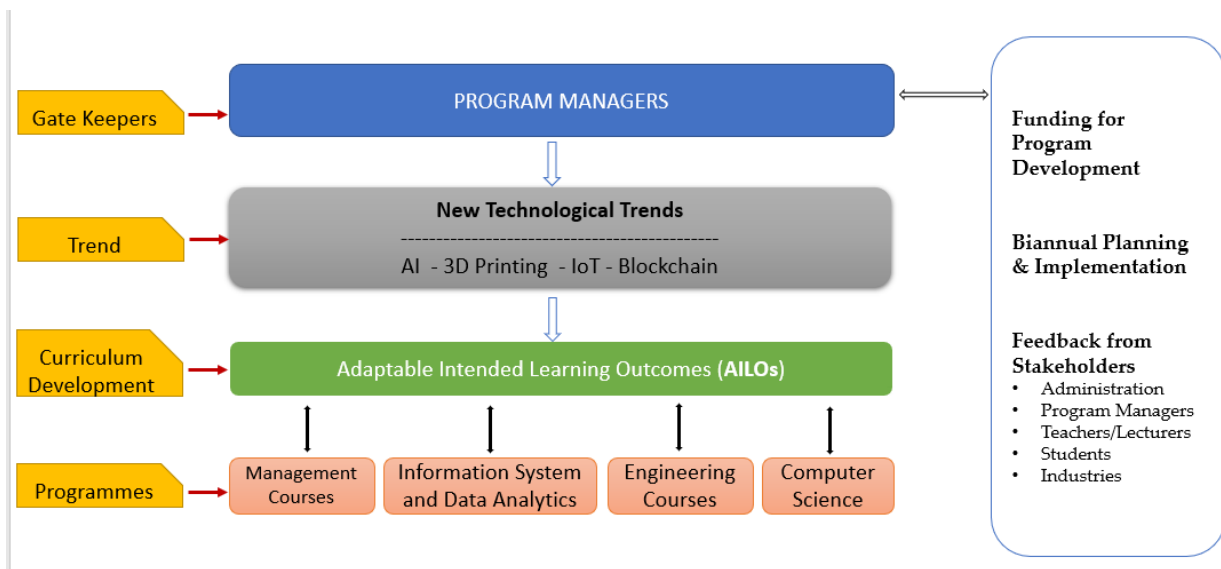 Gate Keepers
PROGRAM MANAGERS
Trend
New Technological Trends
---------------------------------------------
AI - 3D Printing - IoT - Blockchain
Curriculum
Development
Adaptable Intended Learning Outcomes (AILOs)
Programmes
Management
Courses
Information System
and Data Analytics
Engineering
Courses
Computer
Science
Funding for
Program
Development
Biannual Planning
& Implementation
Feedback from
Stakeholders
• Administration
• Program Managers
• Teachers/Lecturers
• Students
• Industries